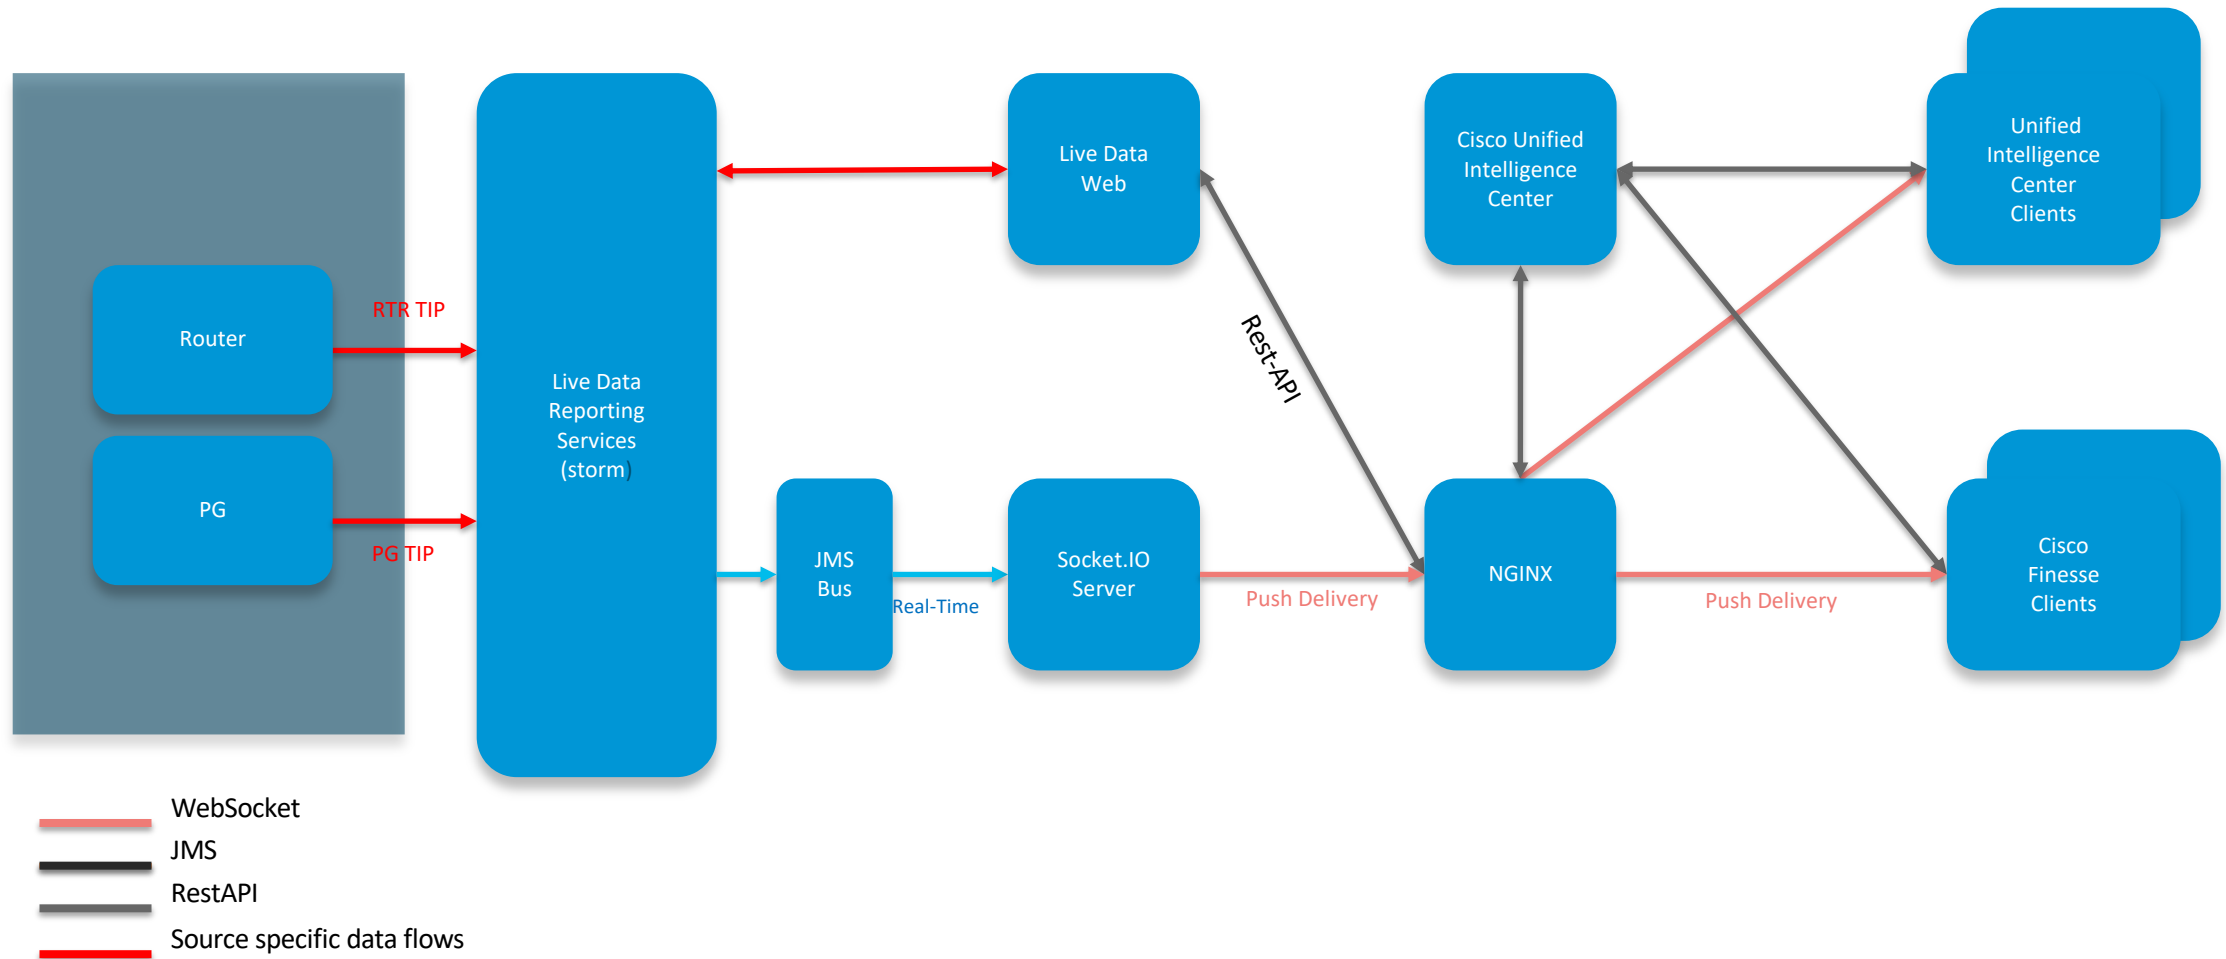 Router
PG
RTR TIP
PG TIP
Live Data
Reporting
Services
(storm)
Live Data
Web
JMS
Bus
Real-Time
Socket.IO
Server
Rest-API
Push Delivery
Cisco Unified
Intelligence
Center
NGINX
Push Delivery
Unified
Intelligence
Center
Clients
Cisco
Finesse
Clients
WebSocket
JMS
RestAPI
Source specific data flows